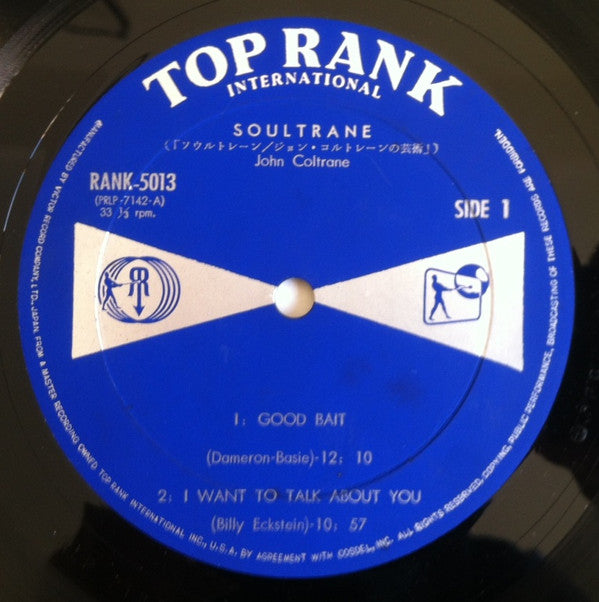 TOP RANK
INTERNATIONAL
SOULTRANE
(「ソウルトレーン／ジョン・コルトレーンの芸術」)
John Coltrane
RANK-5013
(PRLP-7142-A)
33 ⅓ rpm.
SIDE 1
1: GOOD BAIT
(Dameron-Basie)-12: 10
2: I WANT TO TALK ABOUT YOU
(Billy Eckstein)-10: 57
MANUFACTURED BY VICTOR RECORD COMPANY, LTD., JAPAN, FROM A MASTER RECORDING OWNED TOP RANK INTERNATIONAL INC., U.S.A. BY AGREEMENT WITH COSDEL, INC. ALL RIGHTS RESERVED, COPYING, PUBLIC PERFORMANCE, BROADCASTING OF THESE RECORDS ARE FORBIDDEN.